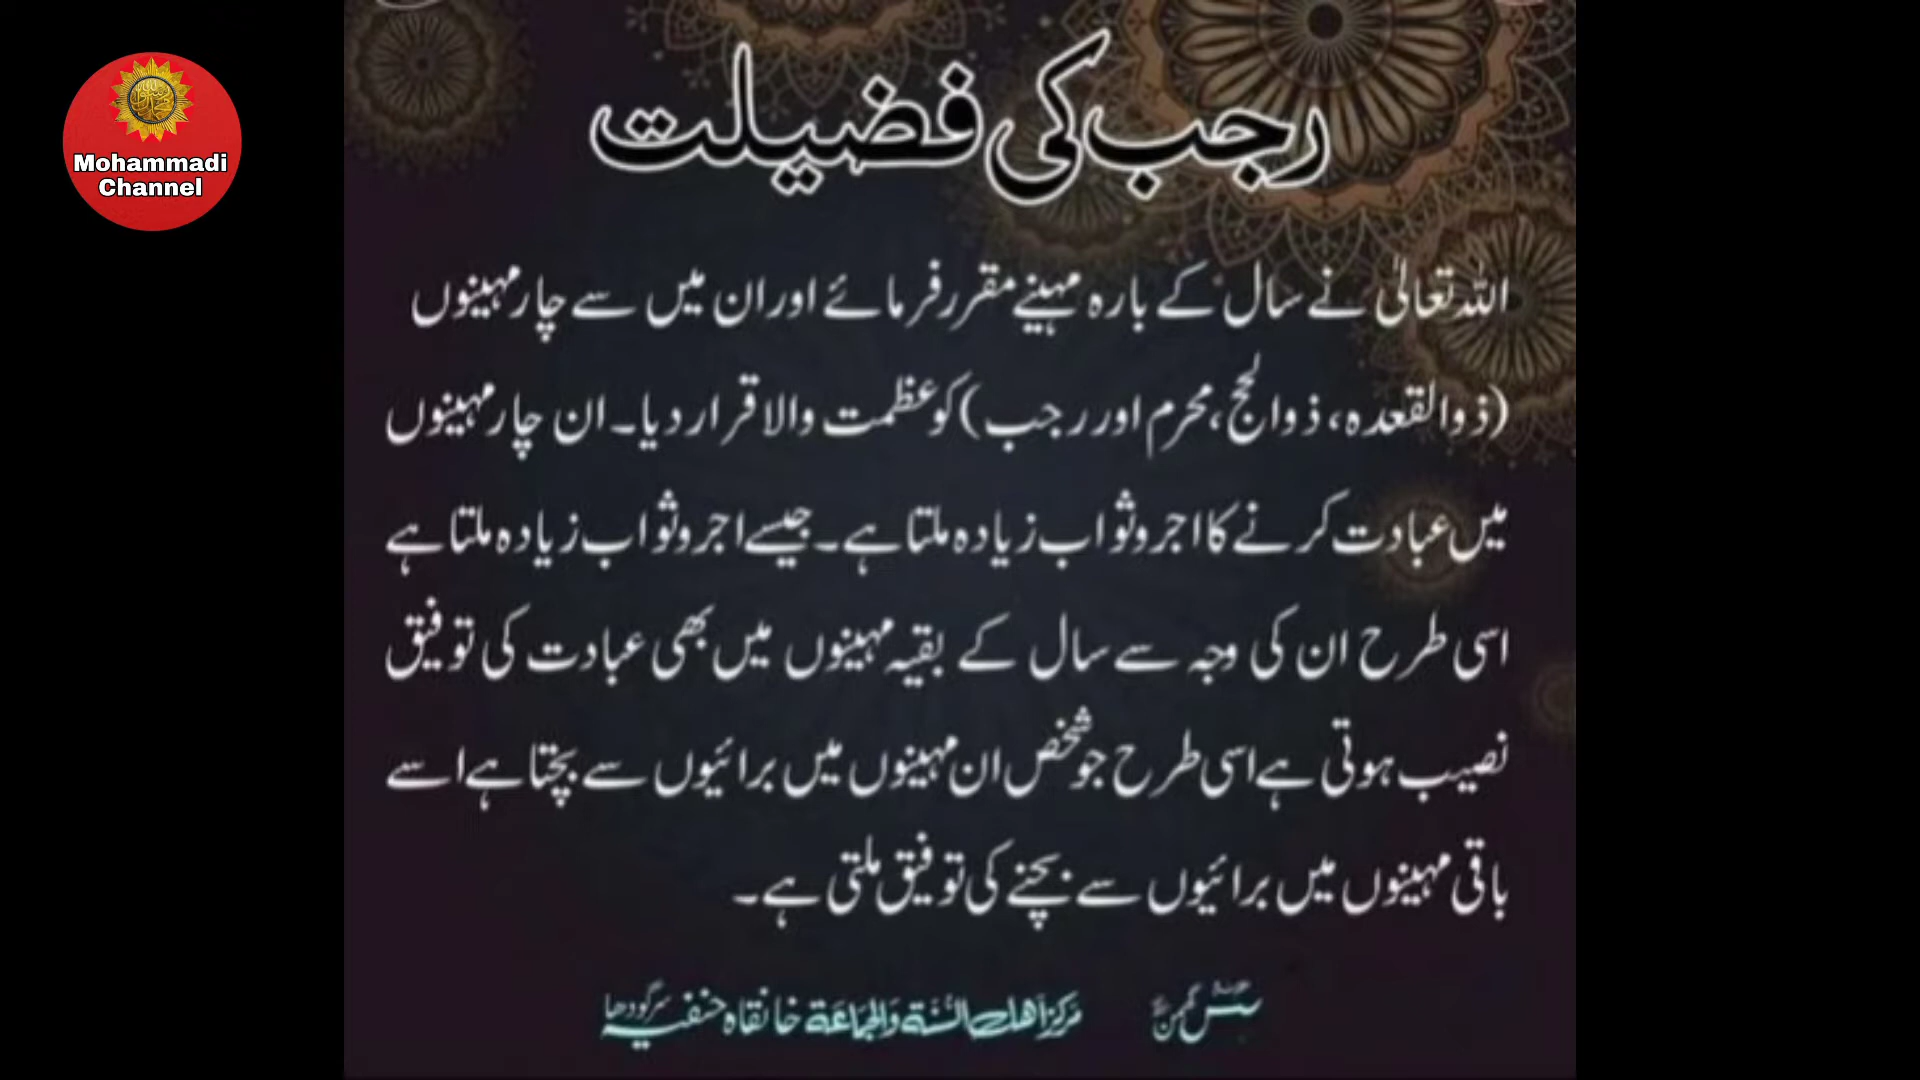 Mohammadi
Channel
رجب کی فضیلت
اللہ تعالیٰ نے سال کے بارہ مہینے مقرر فرمائے اور ان میں سے چار مہینوں
(ذوالقعدہ، ذوالحج، محرم اور رجب) کو عظمت والا قرار دیا۔ ان چار مہینوں
میں عبادت کرنے کا اجر و ثواب زیادہ ملتا ہے۔ جیسے اجر و ثواب زیادہ ملتا ہے
اسی طرح ان کی وجہ سے سال کے بقیہ مہینوں میں بھی عبادت کی توفیق
نصیب ہوتی ہے اسی طرح جو شخص ان مہینوں میں برائیوں سے بچتا ہے اسے
باقی مہینوں میں برائیوں سے بچنے کی توفیق ملتی ہے۔
مرکز اھل السنۃ والجماعۃ خانقاہ حنفیہ سرگودھا